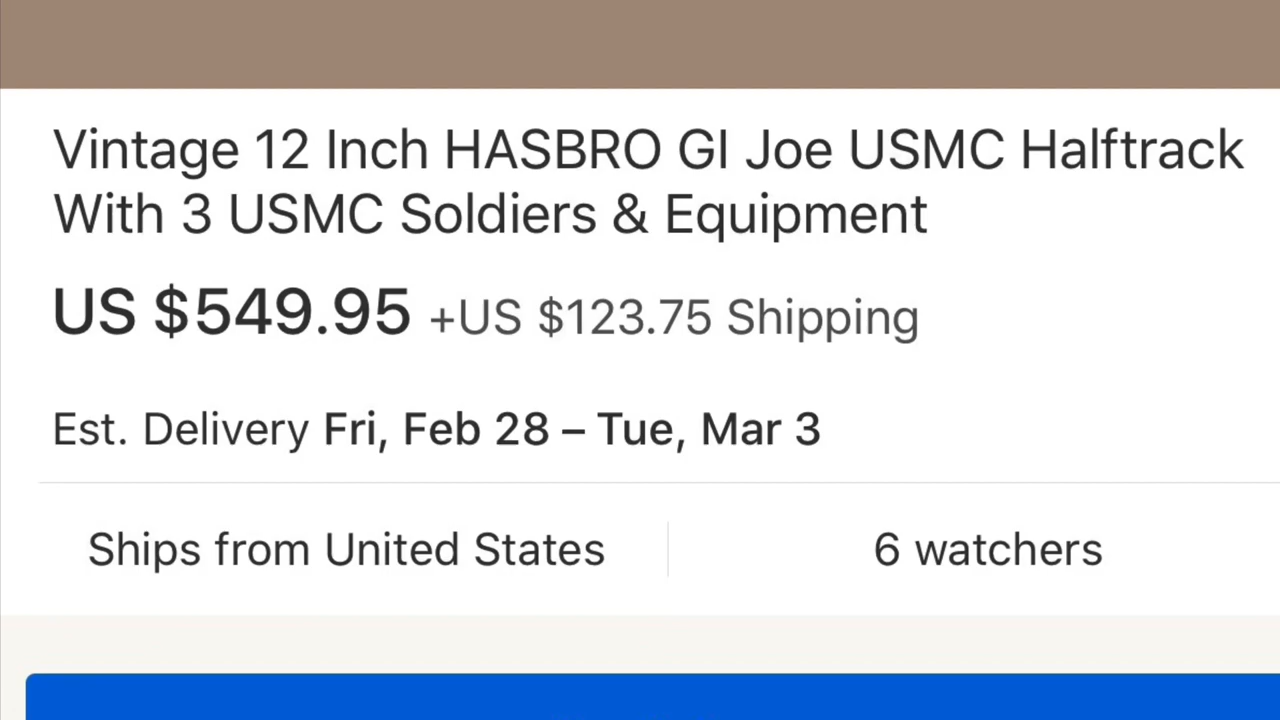 Vintage 12 Inch HASBRO GI Joe USMC Halftrack
With 3 USMC Soldiers & Equipment
US $549.95 +US $123.75 Shipping
Est. Delivery Fri, Feb 28 – Tue, Mar 3
Ships from United States
6 watchers